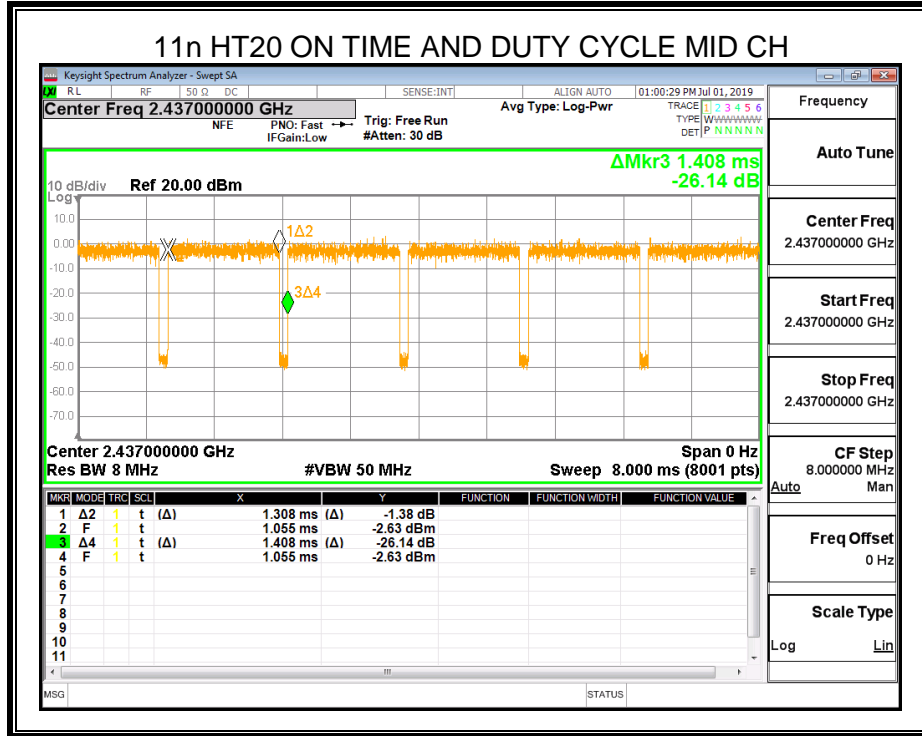 11n HT20 ON TIME AND DUTY CYCLE MID CH
Keysight Spectrum Analyzer - Swept SA
LXI RL RF 50 Ω DC SENSE:INT ALIGN AUTO 01:00:29 PM Jul 01, 2019
Center Freq 2.437000000 GHz
NFE PNO: Fast Trig: Free Run Avg Type: Log-Pwr TRACE 1 2 3 4 5 6
IFGain:Low #Atten: 30 dB TYPE WWWWWW
DET P N N N N N
ΔMkr3 1.408 ms
-26.14 dB
10 dB/div Ref 20.00 dBm
Log
10.0
0.00
-10.0
-20.0
-30.0
-40.0
-50.0
-60.0
-70.0
1Δ2
3Δ4
Center 2.437000000 GHz Span 0 Hz
Res BW 8 MHz #VBW 50 MHz Sweep 8.000 ms (8001 pts)
MKR MODE TRC SCL X Y FUNCTION FUNCTION WIDTH FUNCTION VALUE
1 Δ2 1 t (Δ) 1.308 ms (Δ) -1.38 dB
2 F 1 t 1.055 ms -2.63 dBm
3 Δ4 1 t (Δ) 1.408 ms (Δ) -26.14 dB
4 F 1 t 1.055 ms -2.63 dBm
5
6
7
8
9
10
11
MSG STATUS
Frequency
Auto Tune
Center Freq
2.437000000 GHz
Start Freq
2.437000000 GHz
Stop Freq
2.437000000 GHz
CF Step
8.000000 MHz
Auto Man
Freq Offset
0 Hz
Scale Type
Log Lin